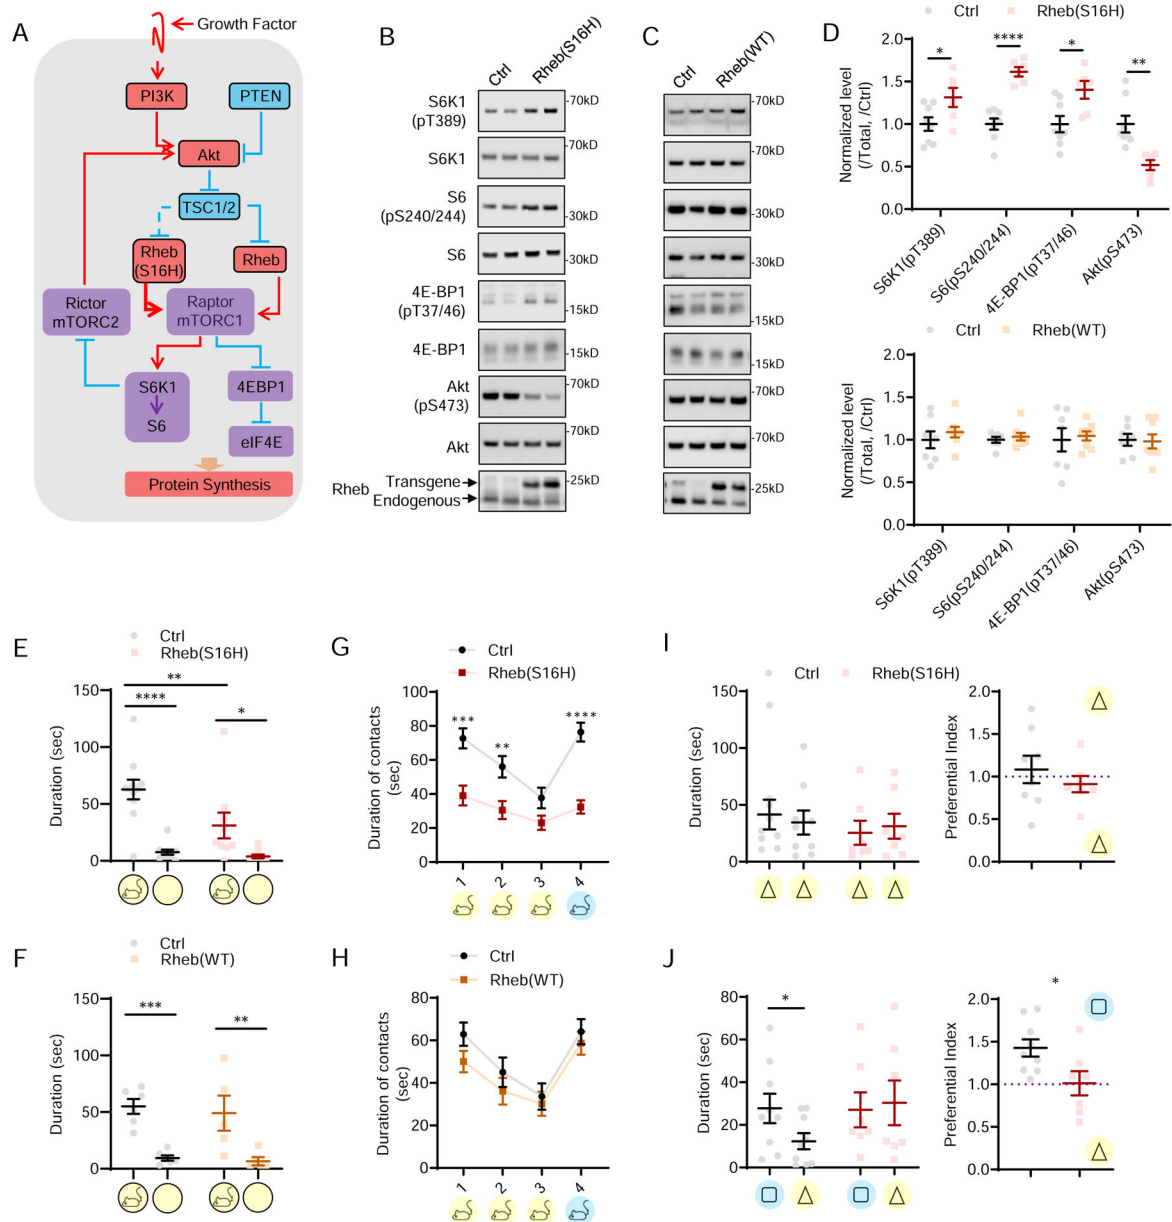 A
Growth Factor
PI3K
PTEN
Akt
TSC1/2
Rheb
(S16H)
Rheb
Rictor
mTORC2
Raptor
mTORC1
S6K1
S6
4EBP1
eIF4E
Protein Synthesis
B
Ctrl
Rheb(S16H)
S6K1
(pT389)
-70kD
S6K1
-70kD
S6
(pS240/244)
-30kD
S6
-30kD
4E-BP1
(pT37/46)
-15kD
4E-BP1
-15kD
Akt
(pS473)
-70kD
Akt
-70kD
Rheb
Transgene
Endogenous
-25kD
C
Ctrl
Rheb(WT)
-70kD
-70kD
-30kD
-30kD
-15kD
-15kD
-70kD
-70kD
-25kD
D
Ctrl
Rheb(S16H)
Normalized level
(/Total, /Ctrl)
2.0
1.5
1.0
0.5
0.0
*
****
*
**
S6K1(pT389)
S6(pS240/244)
4E-BP1(pT37/46)
Akt(pS473)
Ctrl
Rheb(WT)
Normalized level
(/Total, /Ctrl)
2.0
1.5
1.0
0.5
0.0
S6K1(pT389)
S6(pS240/244)
4E-BP1(pT37/46)
Akt(pS473)
E
Ctrl
Rheb(S16H)
Duration (sec)
150
100
50
0
**
****
*
F
Ctrl
Rheb(WT)
Duration (sec)
150
100
50
0
***
**
G
Ctrl
Rheb(S16H)
Duration of contacts
(sec)
100
80
60
40
20
0
***
**
****
1
2
3
4
H
Ctrl
Rheb(WT)
Duration of contacts
(sec)
80
60
40
20
0
1
2
3
4
I
Ctrl
Rheb(S16H)
Duration (sec)
150
100
50
0
Preferential Index
2.0
1.5
1.0
0.5
0.0
J
Duration (sec)
80
60
40
20
0
*
Preferential Index
2.0
1.5
1.0
0.5
0.0
*